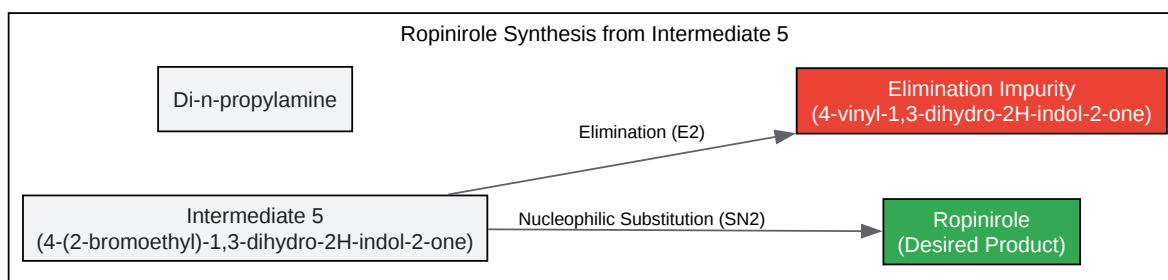 Ropinirole Synthesis from Intermediate 5
Di-n-propylamine
Elimination Impurity
(4-vinyl-1,3-dihydro-2H-indol-2-one)
Elimination (E2)
Intermediate 5
(4-(2-bromoethyl)-1,3-dihydro-2H-indol-2-one)
Nucleophilic Substitution (SN2)
Ropinirole
(Desired Product)